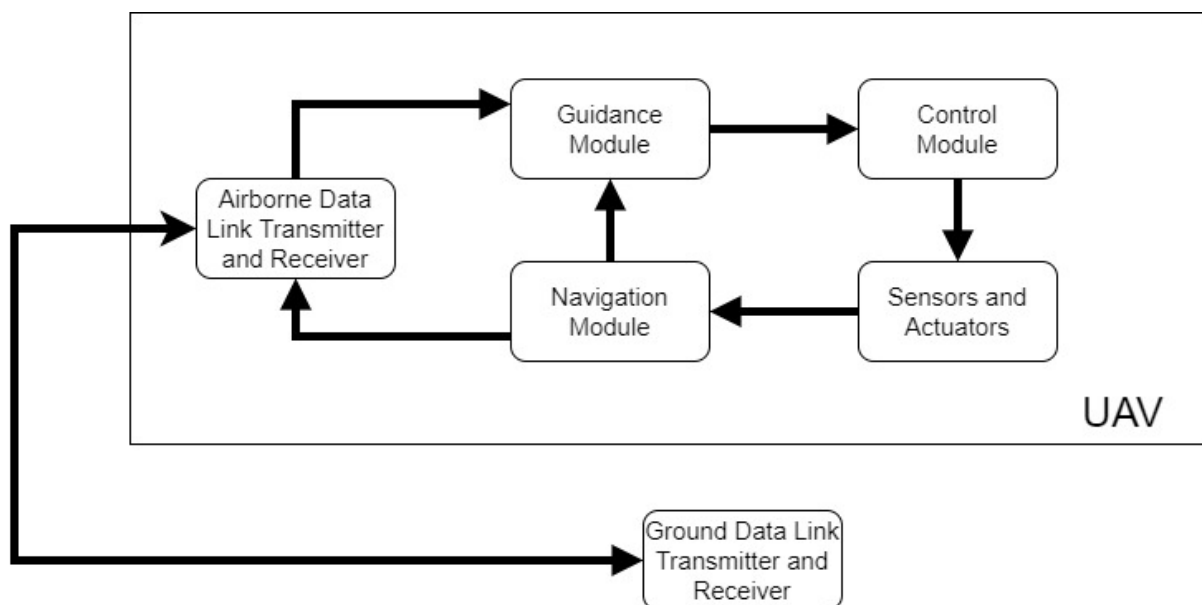 Guidance
Module
Control
Module
Airborne Data
Link Transmitter
and Receiver
Navigation
Module
Sensors and
Actuators
UAV
Ground Data Link
Transmitter and
Receiver